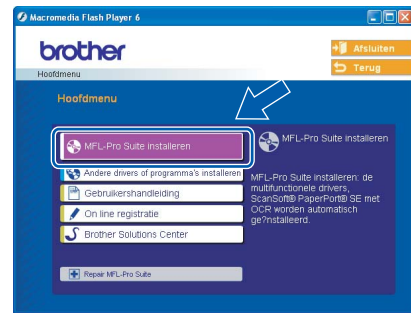 Macromedia Flash Player 6
brother
Afsluiten
Terug
Hoofdmenu
Hoofdmenu
MFL-Pro Suite installeren
Andere drivers of programma's installeren
Gebruikershandleiding
On line registratie
Brother Solutions Center
Repair MFL-Pro Suite
MFL-Pro Suite installeren
MFL-Pro Suite installeren: de
multifunctionele drivers,
ScanSoft® PaperPort® SE met
OCR worden automatisch
ge?nstalleerd.